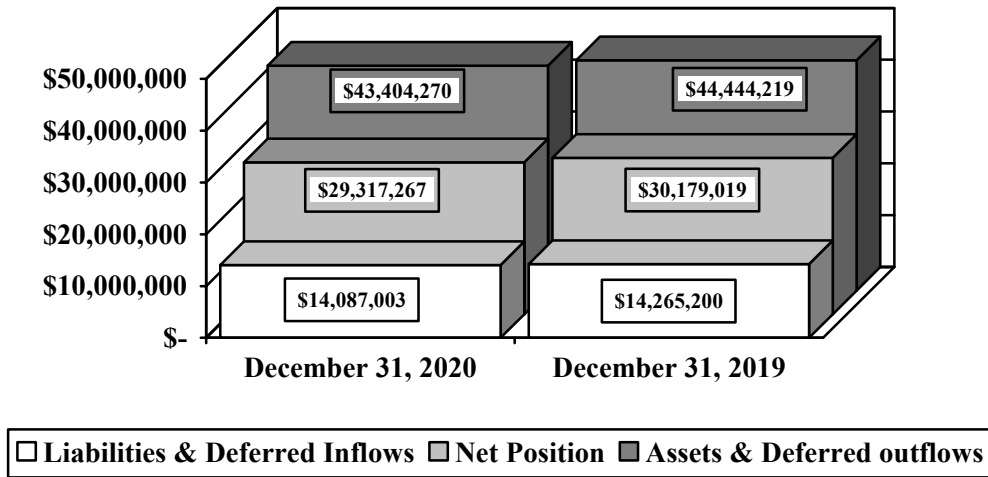 $50,000,000
$40,000,000
$30,000,000
$20,000,000
$10,000,000
$-
$43,404,270
$44,444,219
$29,317,267
$30,179,019
$14,087,003
$14,265,200
December 31, 2020
December 31, 2019
Liabilities & Deferred Inflows
Net Position
Assets & Deferred outflows